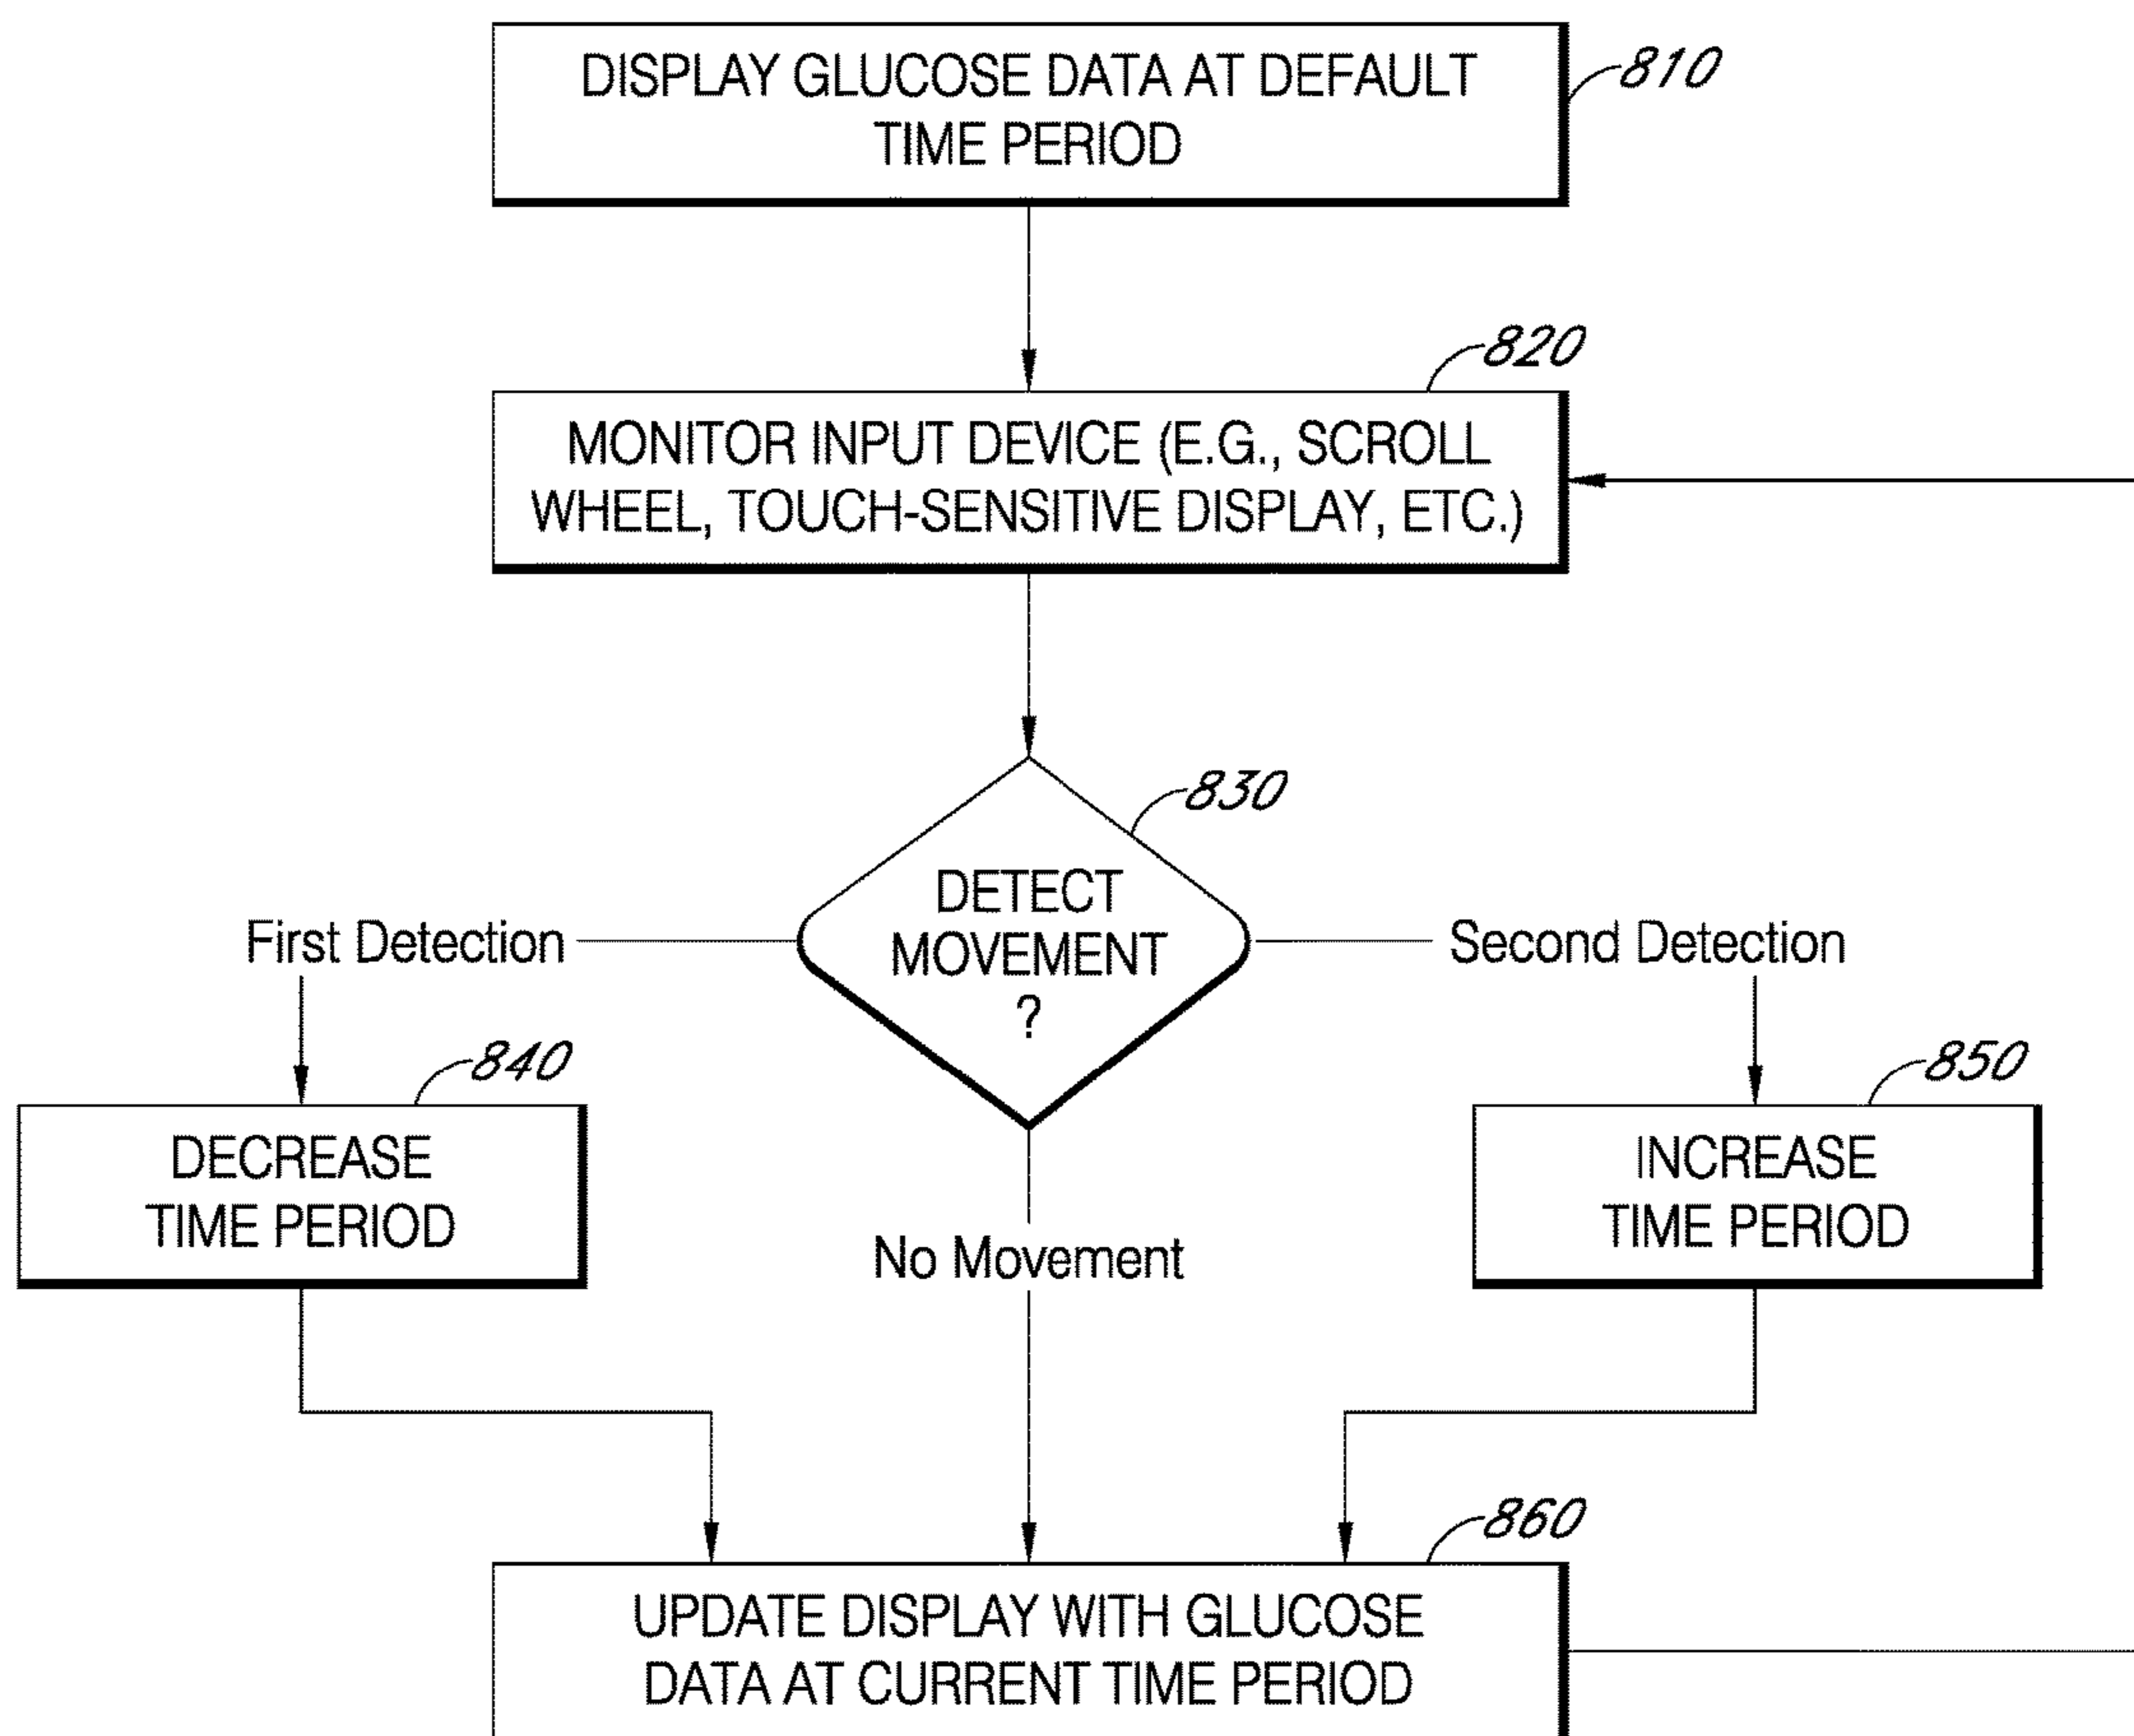 DISPLAY GLUCOSE DATA AT DEFAULT
TIME PERIOD
810
820
MONITOR INPUT DEVICE (E.G., SCROLL
WHEEL, TOUCH-SENSITIVE DISPLAY, ETC.)
830
DETECT
MOVEMENT
?
First Detection
Second Detection
840
850
DECREASE
TIME PERIOD
INCREASE
TIME PERIOD
No Movement
860
UPDATE DISPLAY WITH GLUCOSE
DATA AT CURRENT TIME PERIOD